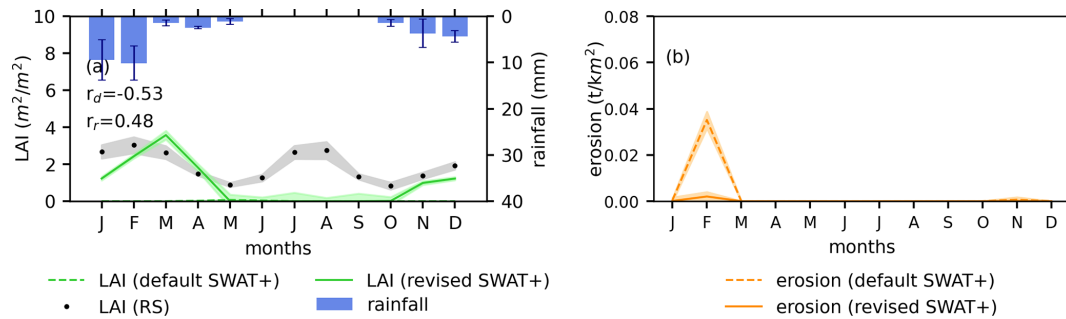 10
8
6
4
2
0
LAI (m²/m²)
(a)
r_d=-0.53
r_r=0.48
0
10
20
30
40
rainfall (mm)
J F M A M J J A S O N D
months
0.08
0.06
0.04
0.02
0.00
erosion (t/km²)
(b)
J F M A M J J A S O N D
months
LAI (default SWAT+)
LAI (RS)
LAI (revised SWAT+)
rainfall
erosion (default SWAT+)
erosion (revised SWAT+)